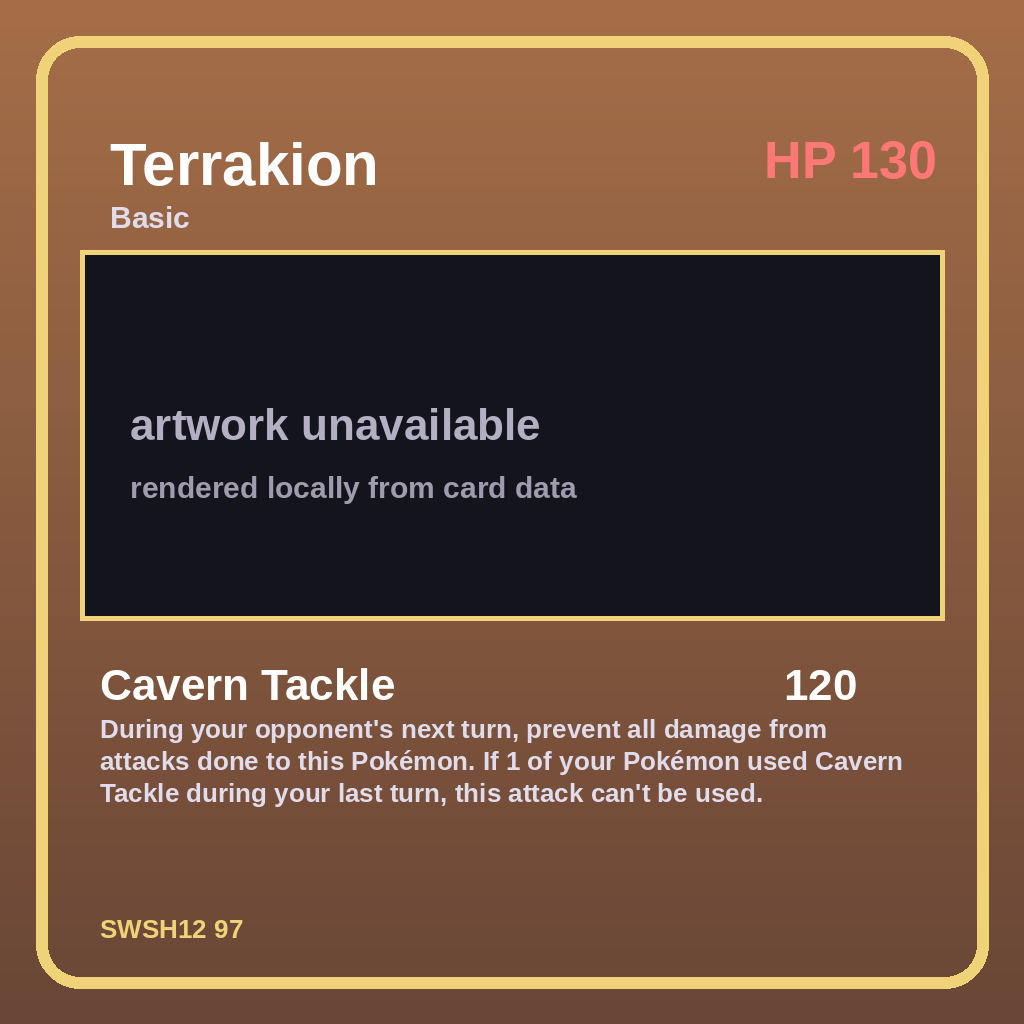 Terrakion
HP 130
Basic
artwork unavailable
rendered locally from card data
Cavern Tackle 120
During your opponent's next turn, prevent all damage from
attacks done to this Pokémon. If 1 of your Pokémon used Cavern
Tackle during your last turn, this attack can't be used.
SWSH12 97